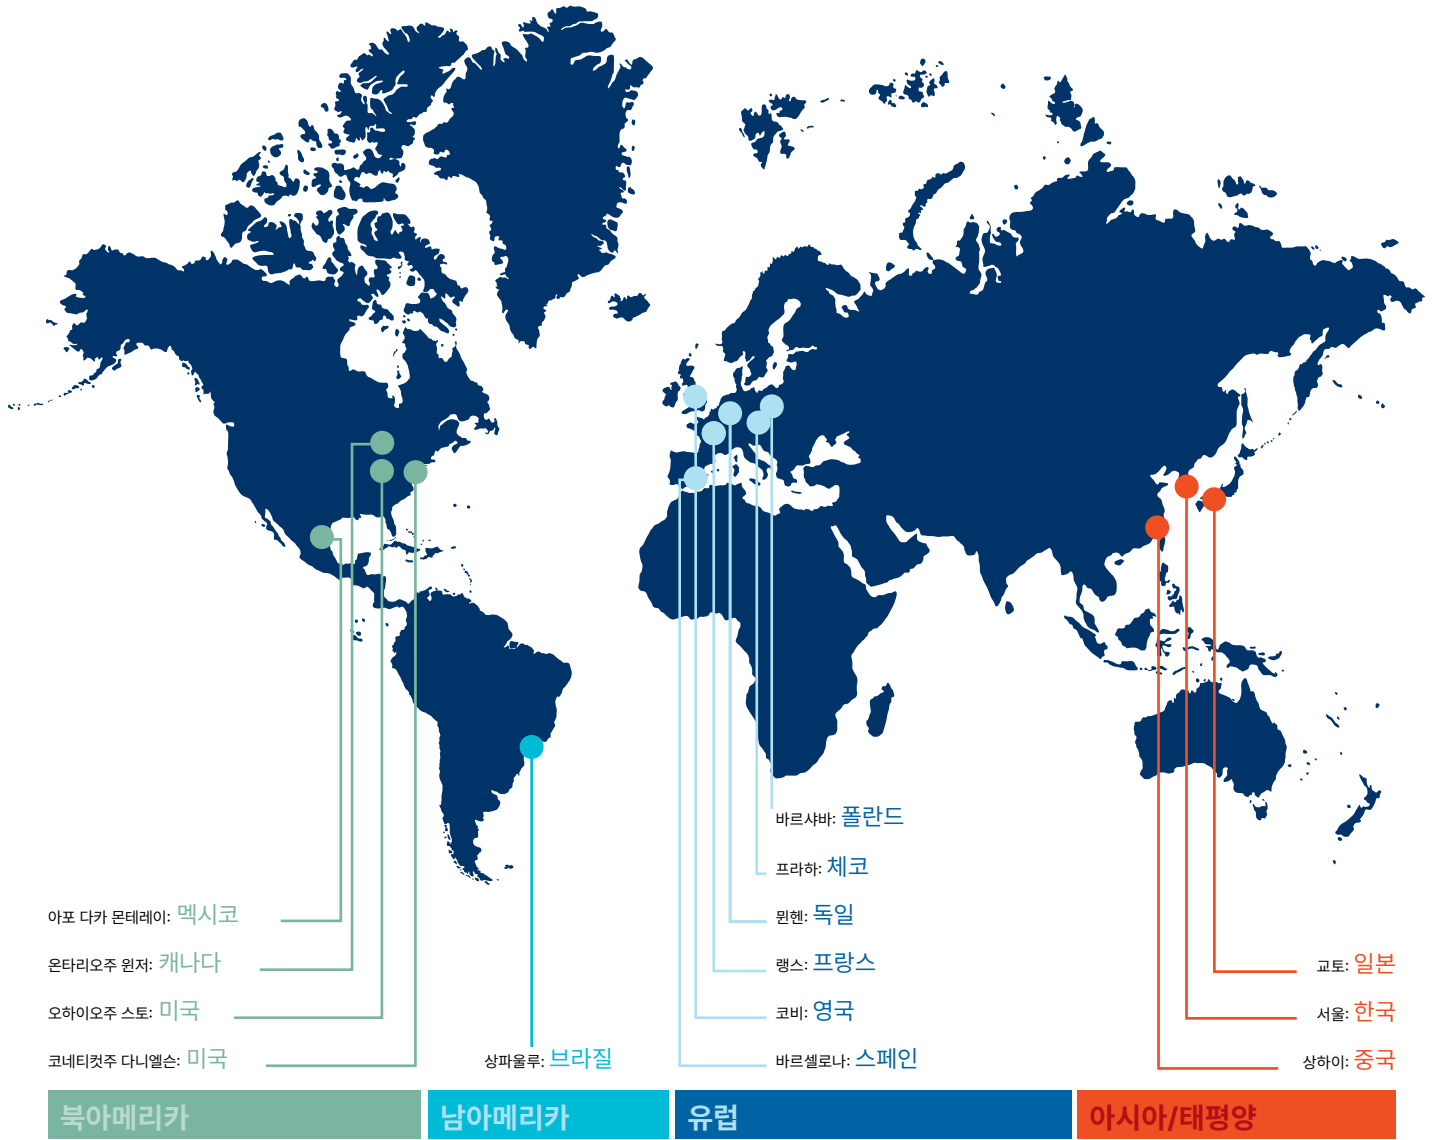 아포 다카 몬테레이: 멕시코
온타리오주 윈저: 캐나다
오하이오주 스토: 미국
코네티컷주 다니엘슨: 미국
북아메리카
상파울루: 브라질
남아메리카
바르샤바: 폴란드
프라하: 체코
뮌헨: 독일
랭스: 프랑스
코비: 영국
바르셀로나: 스페인
유럽
교토: 일본
서울: 한국
상하이: 중국
아시아/태평양